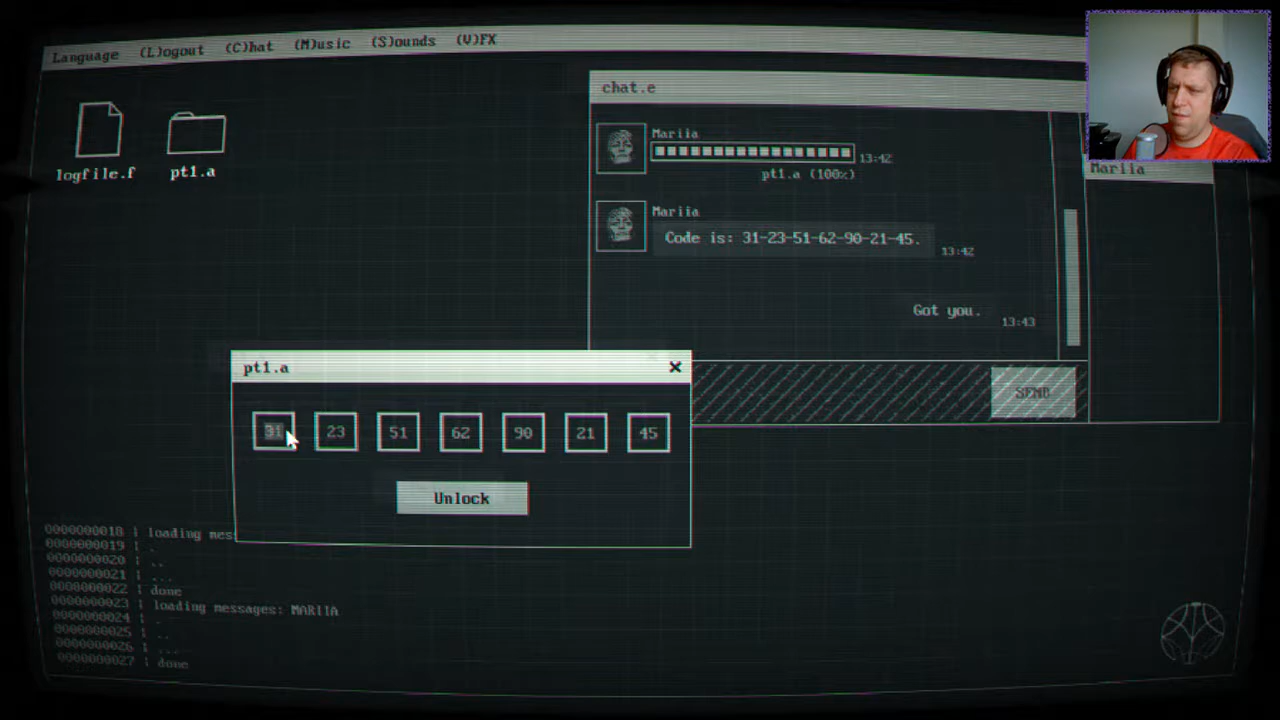 Language (L)ogout (C)hat (M)usic (S)ounds (V)FX
logfile.f
pt1.a
chat.e
Mariia
13:42
pt1.a (100%)
Mariia
Code is: 31-23-51-62-90-21-45.
13:42
Got you.
13:43
SEND
Mariia
pt1.a
31 23 51 62 90 21 45
Unlock
0000000018 | loading mes
0000000019 | .
0000000020 | ..
0000000021 | ...
0000000022 | done
0000000023 | loading messages: MARIIA
0000000024 | .
0000000025 | ..
0000000026 | ...
0000000027 | done